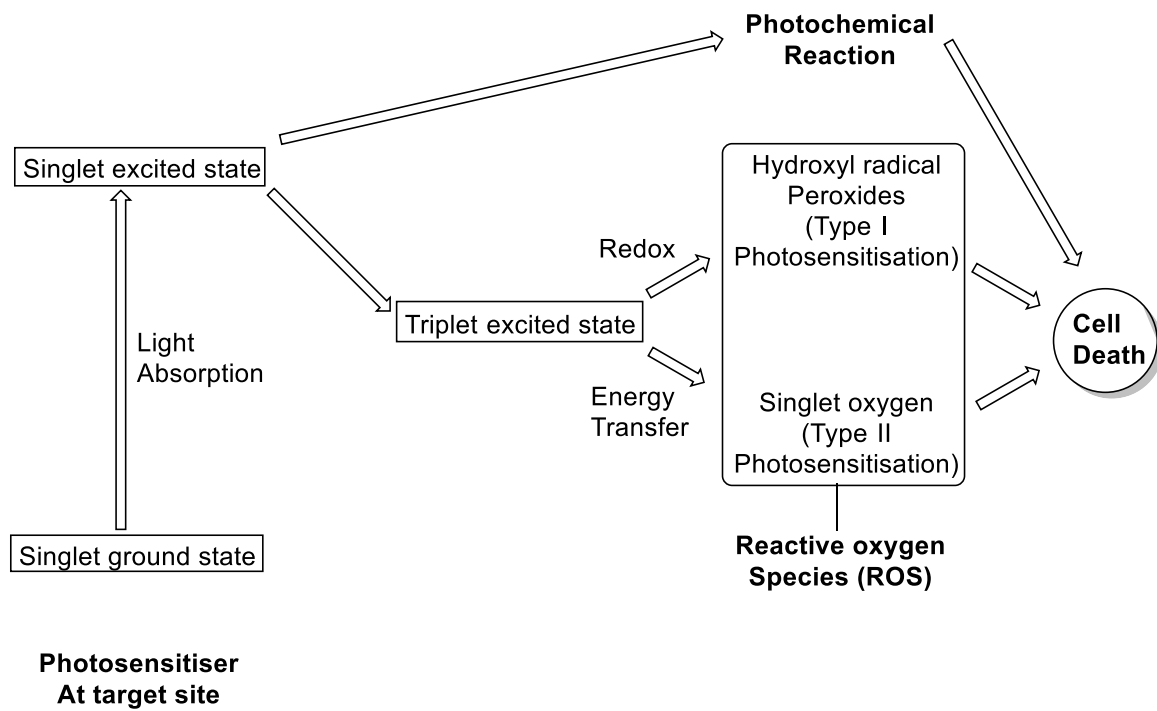 Photochemical
Reaction
Singlet excited state
Hydroxyl radical
Peroxides
(Type I
Photosensitisation)
Redox
Triplet excited state
Cell
Death
Light
Absorption
Energy
Transfer
Singlet oxygen
(Type II
Photosensitisation)
Singlet ground state
Reactive oxygen
Species (ROS)
Photosensitiser
At target site